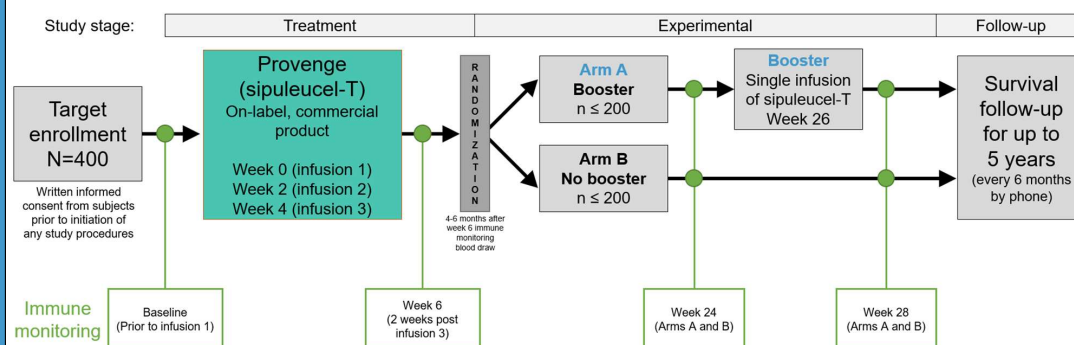 Study stage:
Treatment
Experimental
Follow-up
Target
enrollment
N=400
Written informed
consent from subjects
prior to initiation of
any study procedures
Provenge
(sipuleucel-T)
On-label, commercial
product
Week 0 (infusion 1)
Week 2 (infusion 2)
Week 4 (infusion 3)
RANDOMIZATION
4-6 months after
week 6 immune
monitoring
blood draw
Arm A
Booster
n ≤ 200
Arm B
No booster
n ≤ 200
Booster
Single infusion
of sipuleucel-T
Week 26
Survival
follow-up
for up to
5 years
(every 6 months
by phone)
Immune
monitoring
Baseline
(Prior to infusion 1)
Week 6
(2 weeks post
infusion 3)
Week 24
(Arms A and B)
Week 28
(Arms A and B)